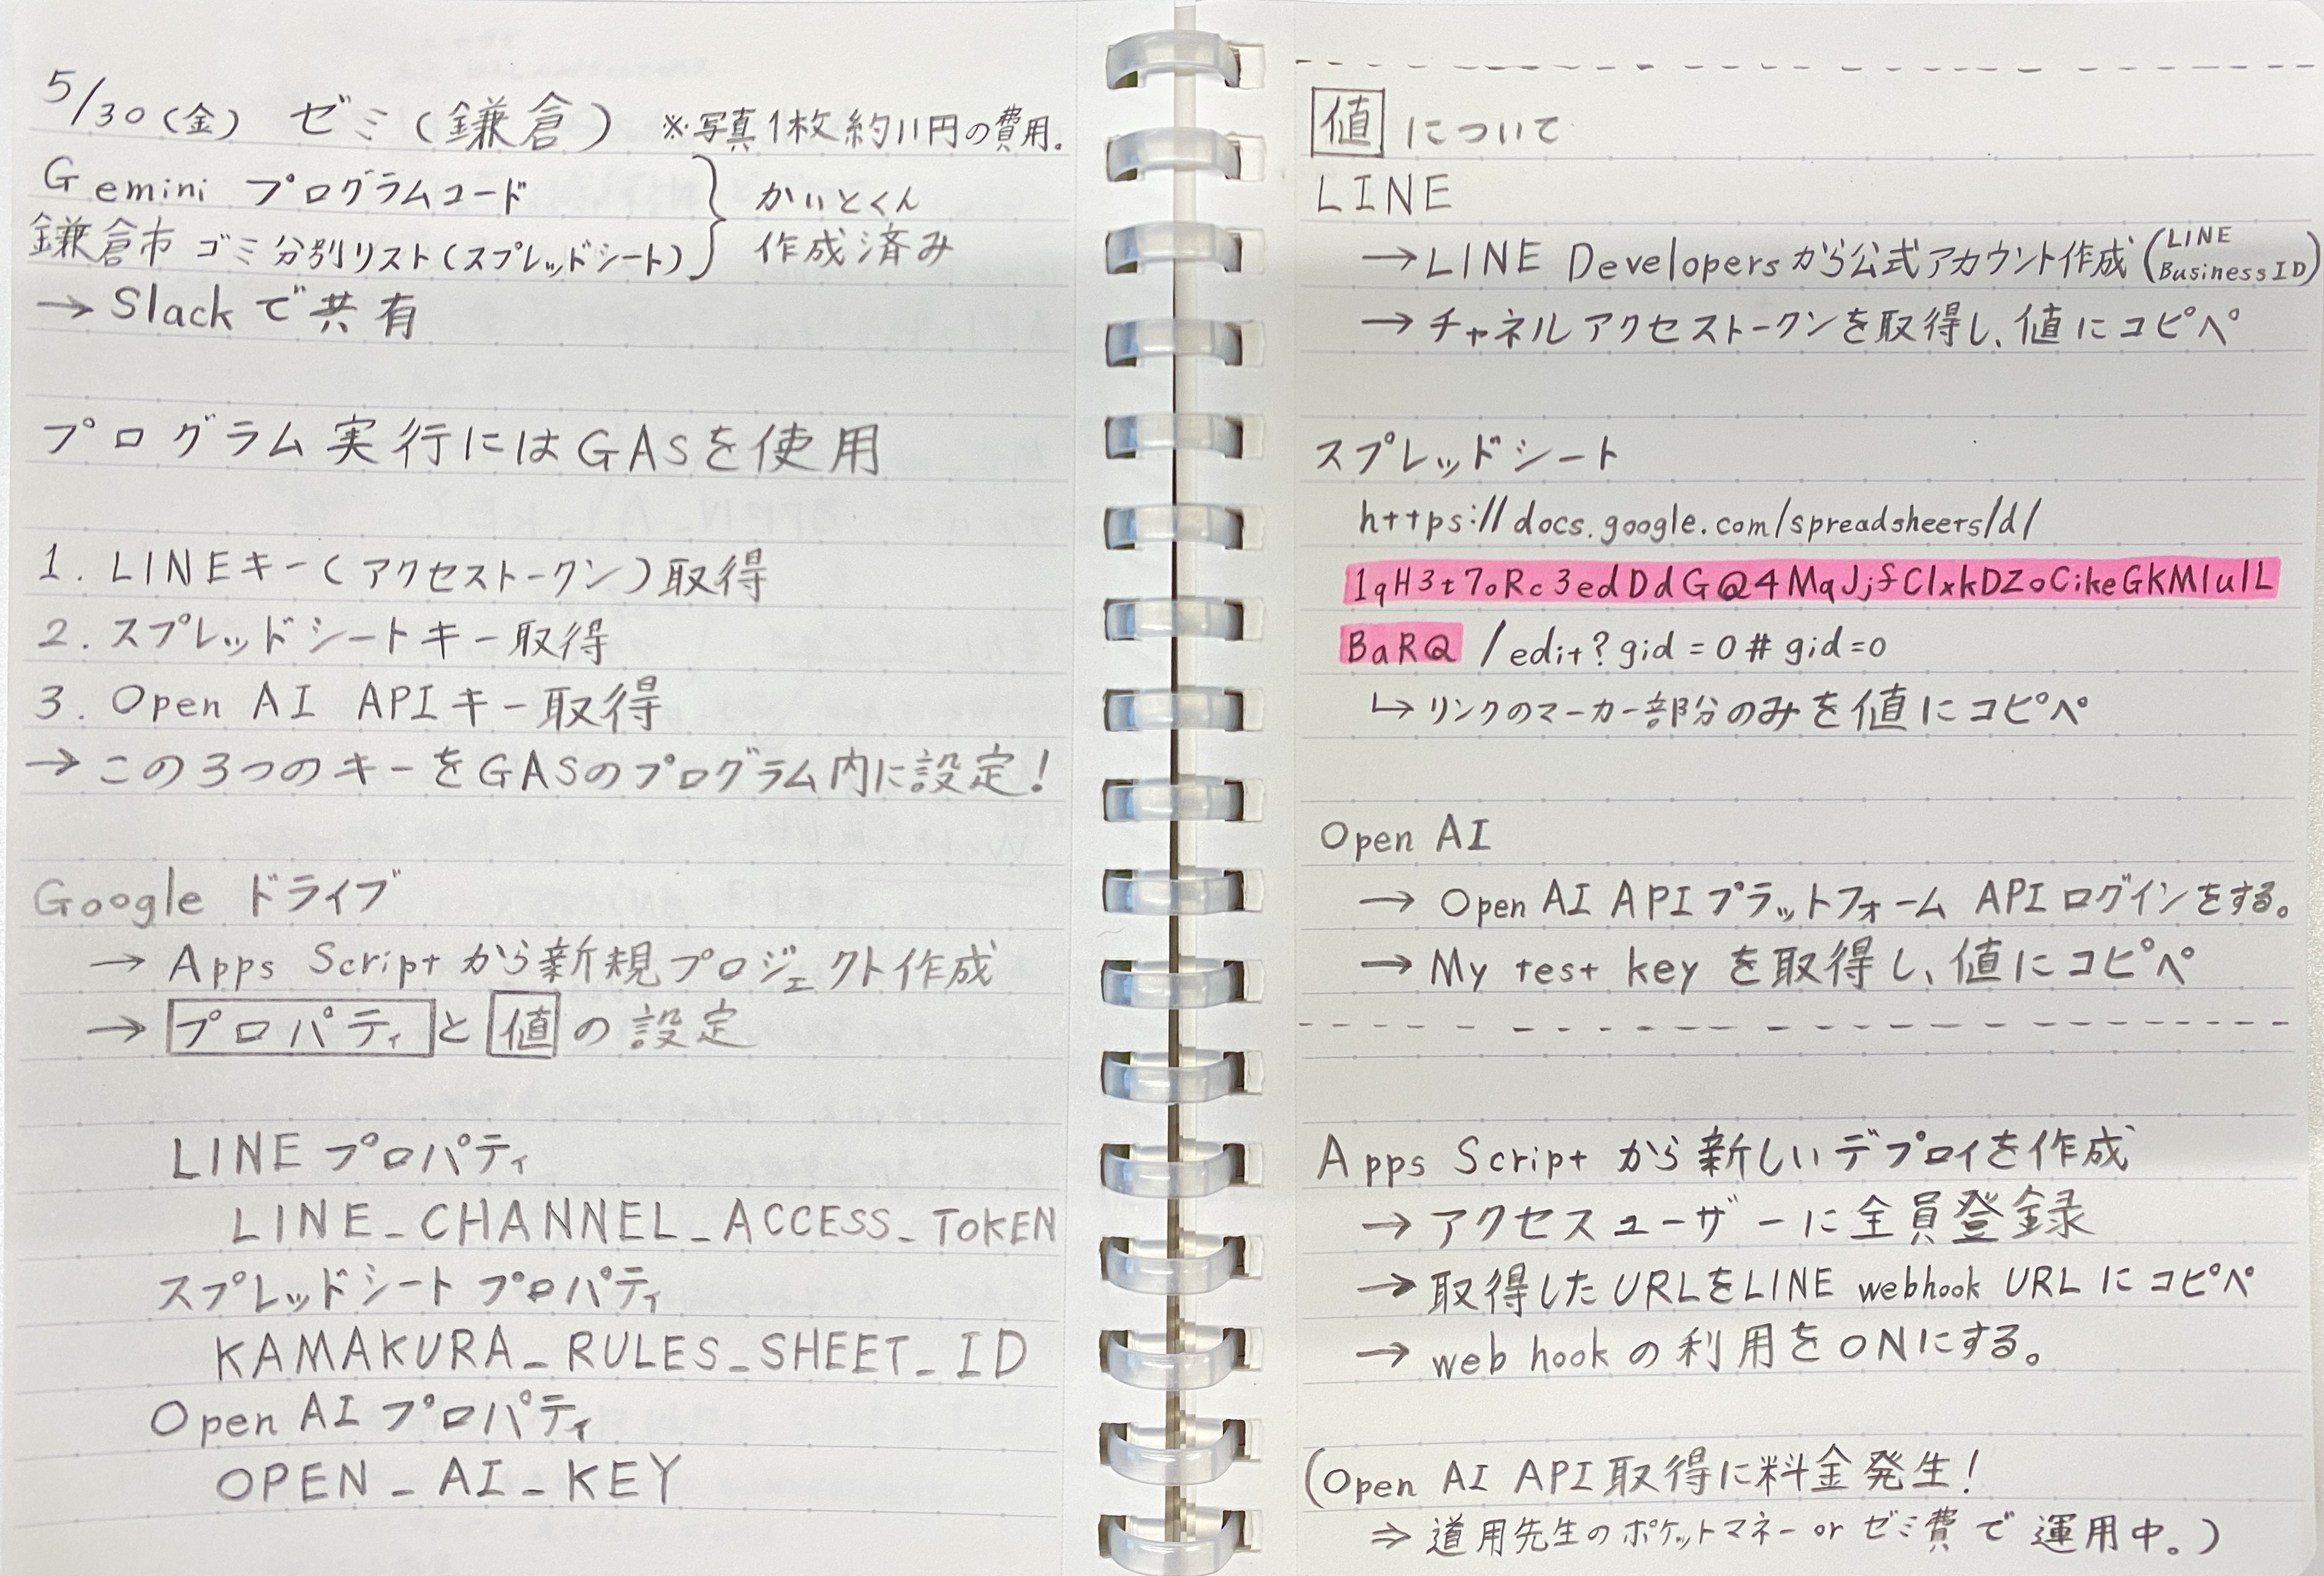 5/30(金) ゼミ(鎌倉) ※写真1枚約11円の費用。
Gemini プログラムコード
鎌倉市 ゴミ分別リスト(スプレッドシート)
かいとくん
作成済み
→ Slackで共有
プログラム実行にはGASを使用
1. LINEキー(アクセストークン)取得
2. スプレッドシートキー取得
3. Open AI APIキー取得
→ この3つのキーをGASのプログラム内に設定!
Google ドライブ
→ Apps Scriptから新規プロジェクト作成
→ プロパティと値の設定
LINE プロパティ
LINE_CHANNEL_ACCESS_TOKEN
スプレッドシート プロパティ
KAMAKURA_RULES_SHEET_ID
Open AI プロパティ
OPEN_AI_KEY
値について
LINE
→LINE Developersから公式アカウント作成(LINE Business ID)
→チャネルアクセストークンを取得し、値にコピペ
スプレッドシート
https://docs.google.com/spreadsheets/d/
1qH3t7oRc3edDdGQ4MqJjfClxkDZoCikeGKMlulL
BaRQ /edit?gid=0#gid=0
↳リンクのマーカー部分のみを値にコピペ
Open AI
→ Open AI APIプラットフォーム APIログインをする。
→ My test key を取得し、値にコピペ
Apps Script から新しいデプロイを作成
→ アクセスユーザーに全員登録
→ 取得したURLをLINE webhook URLにコピペ
→ web hookの利用をONにする。
(Open AI API取得に料金発生!
⇒ 道用先生のポケットマネー or ゼミ費で運用中。)